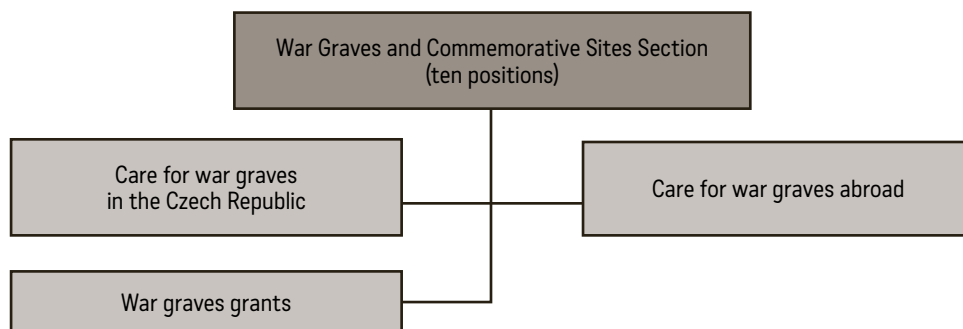 War Graves and Commemorative Sites Section
(ten positions)
Care for war graves
in the Czech Republic
Care for war graves abroad
War graves grants